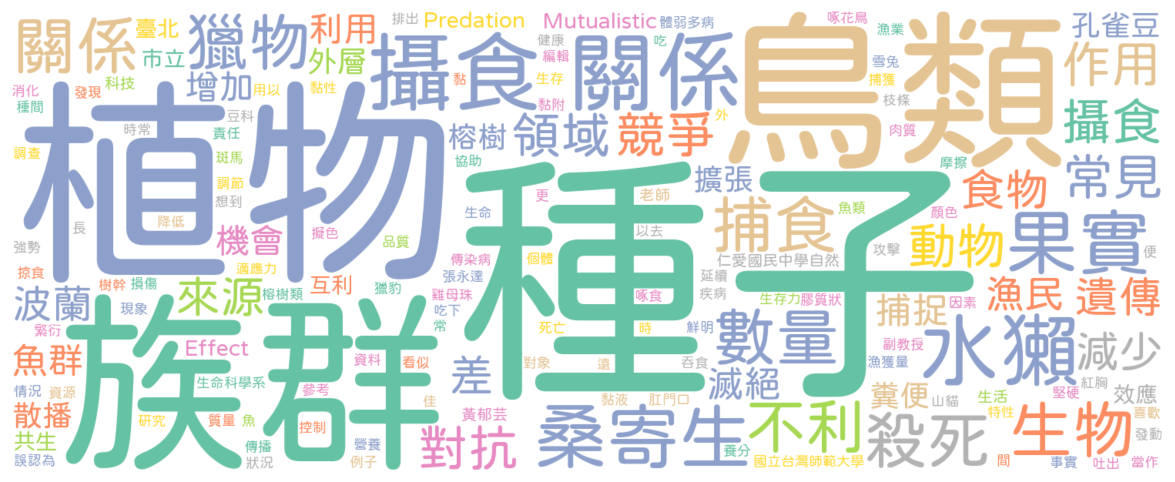 關係
臺北
獵物
利用
Predation
Mutualistic
體弱多病
啄花鳥
漁業
孔雀豆
排出
市立
外層
攝食
健康
編輯
吃
關係
鳥類
雪兔
作用
消化
科技
增加
黏
生存
捕獲
種間
發現
用以
黏性
黏附
枝條
攝食
植物
時常
豆科
責任
榕樹
領域
競爭
外
肉質
調查
斑馬
協助
摩擦
常見
調節
想到
擴張
食物
種子
長
降低
機會
擬色
品質
生命
更
老師
捕食
魚類
顏色
果實
強勢
適應力
傳染病
個體
以去
仁愛國民中學自然
攻擊
動物
便
掠食
樹幹
損傷
來源
榕樹類
互利
獵豹
張永達
雞母珠
啄食
延續
疾病
生存力
膠質狀
捕捉
因素
漁民
遺傳
波蘭
現象
吃下
繁衍
族群
常
死亡
時
鮮明
數量
水獺
減少
魚群
Effect
資料
看似
差
對象
遠
吞食
滅絕
漁獲量
副教授
情況
資源
生命科學系
參考
佳
黏液
肛門口
糞便
山貓
生活
堅硬
紅胸
效應
散播
研究
質量
魚
控制
黃郁芸
桑寄生
不利
殺死
特性
生物
喜歡
共生
傳播
營養
對抗
養分
發動
誤認為
狀況
例子
國立台灣師範大學
間
事實
吐出
當作